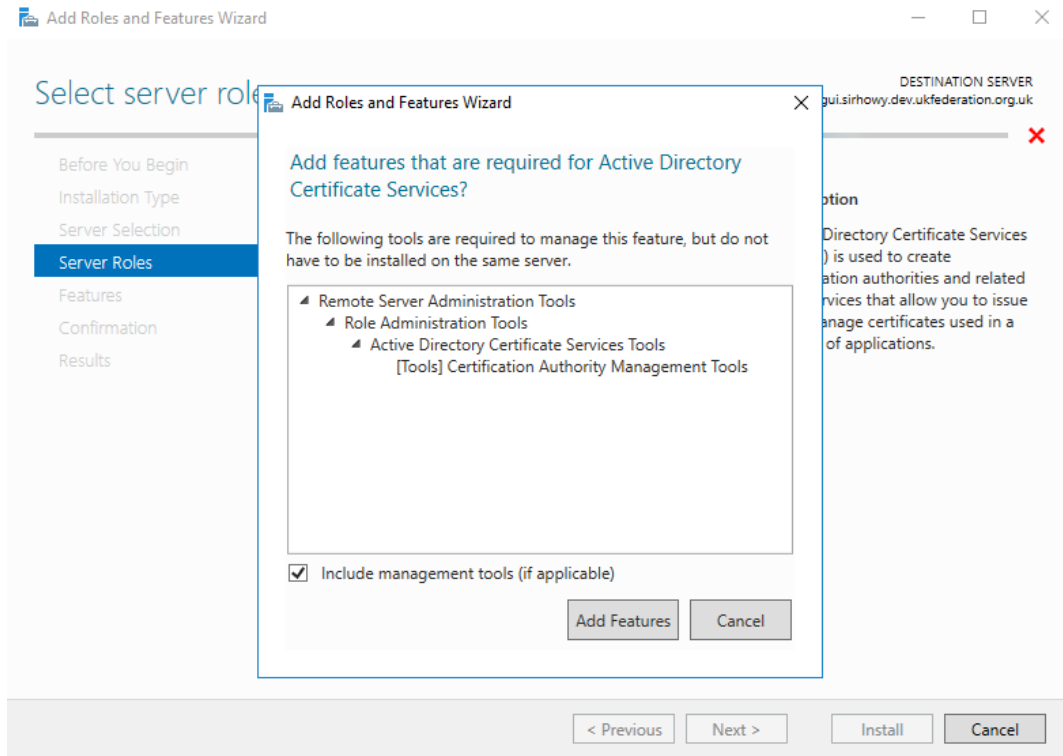 Add Roles and Features Wizard
Select server role
DESTINATION SERVER
gui.sirhowy.dev.ukfederation.org.uk
Before You Begin
Installation Type
Server Selection
Server Roles
Features
Confirmation
Results
Add Roles and Features Wizard
Add features that are required for Active Directory
Certificate Services?
The following tools are required to manage this feature, but do not
have to be installed on the same server.
Remote Server Administration Tools
Role Administration Tools
Active Directory Certificate Services Tools
[Tools] Certification Authority Management Tools
Include management tools (if applicable)
Add Features
Cancel
ption
Directory Certificate Services
) is used to create
ation authorities and related
rvices that allow you to issue
anage certificates used in a
of applications.
< Previous
Next >
Install
Cancel